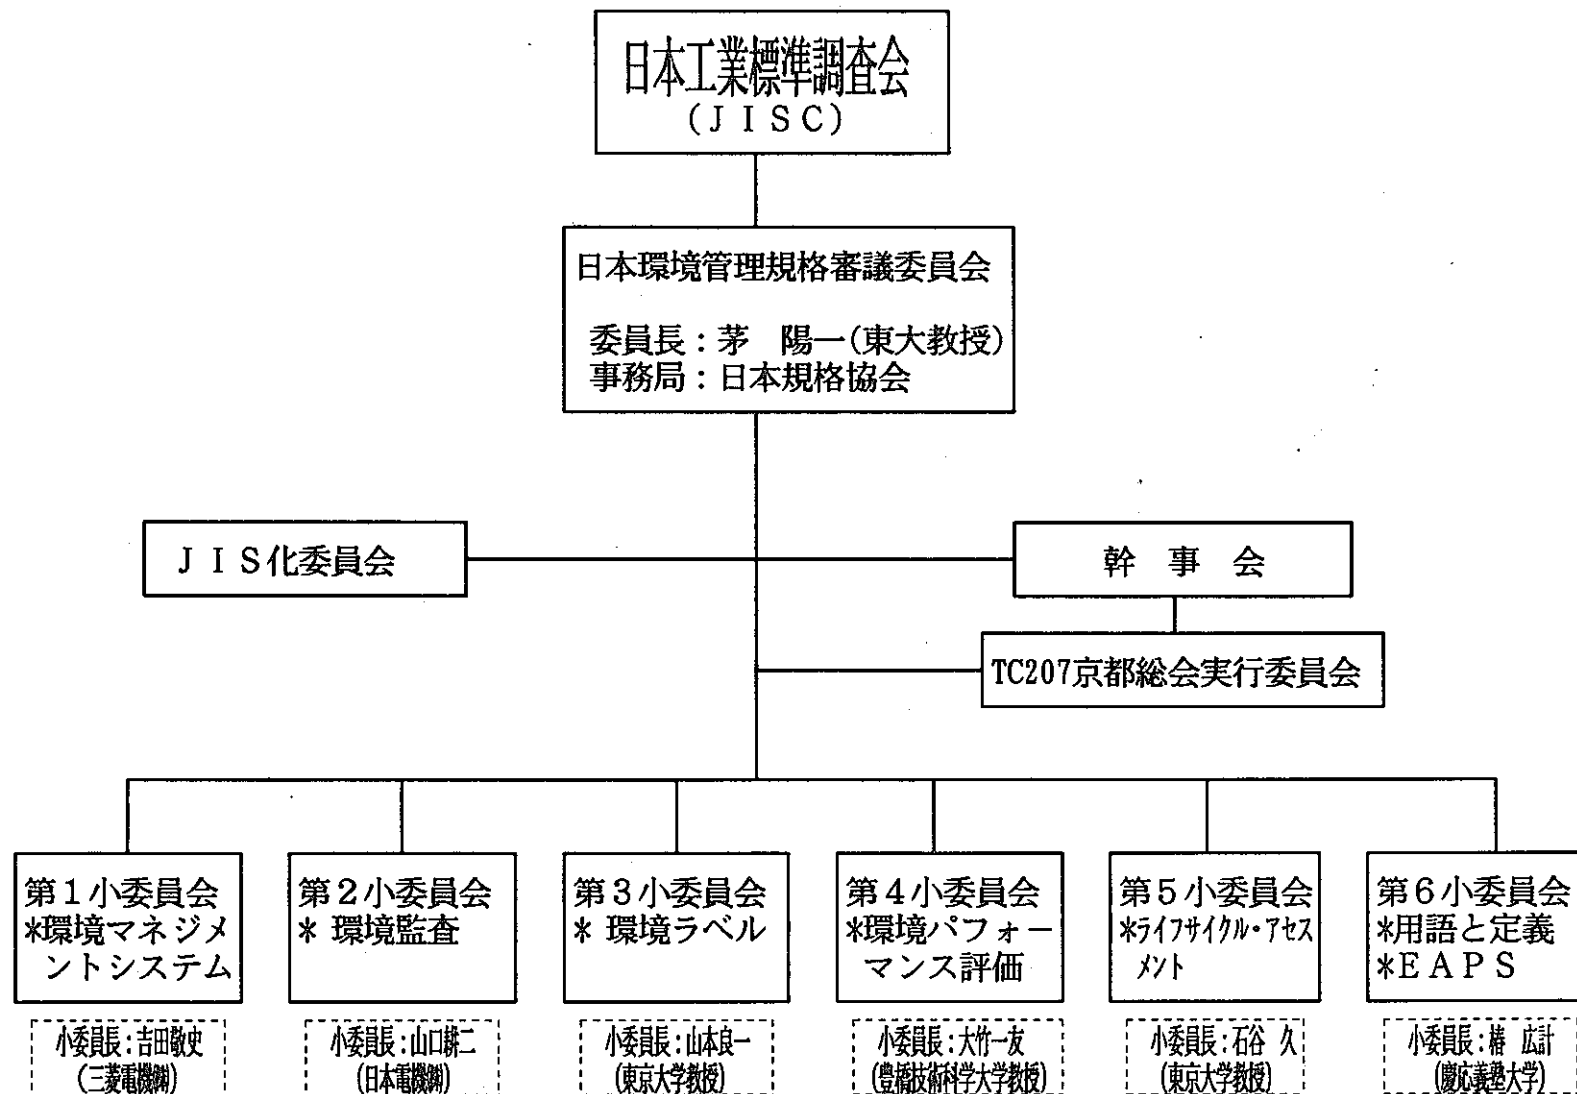 日本工業標準調査会
(ＪＩＳＣ)
日本環境管理規格審議委員会
委員長：茅　陽一(東大教授)
事務局：日本規格協会
ＪＩＳ化委員会
幹　事　会
TC207京都総会実行委員会
第１小委員会
*環境マネジメ
ントシステム
第２小委員会
* 環境監査
第３小委員会
* 環境ラベル
第４小委員会
*環境パフォー
マンス評価
第５小委員会
*ﾗｲﾌｻｲｸﾙ･ｱｾｽ
ﾒﾝﾄ
第６小委員会
*用語と定義
*ＥＡＰＳ
小委員長：吉田敬史
(三菱電機㈱)
小委員長：山口耕二
(日本電機㈱)
小委員長：山本良一
(東京大学教授)
小委員長：大竹一友
(豊橋技術科学大学教授)
小委員長：石谷　久
(東京大学教授)
小委員長：椿　広計
(慶応義塾大学)